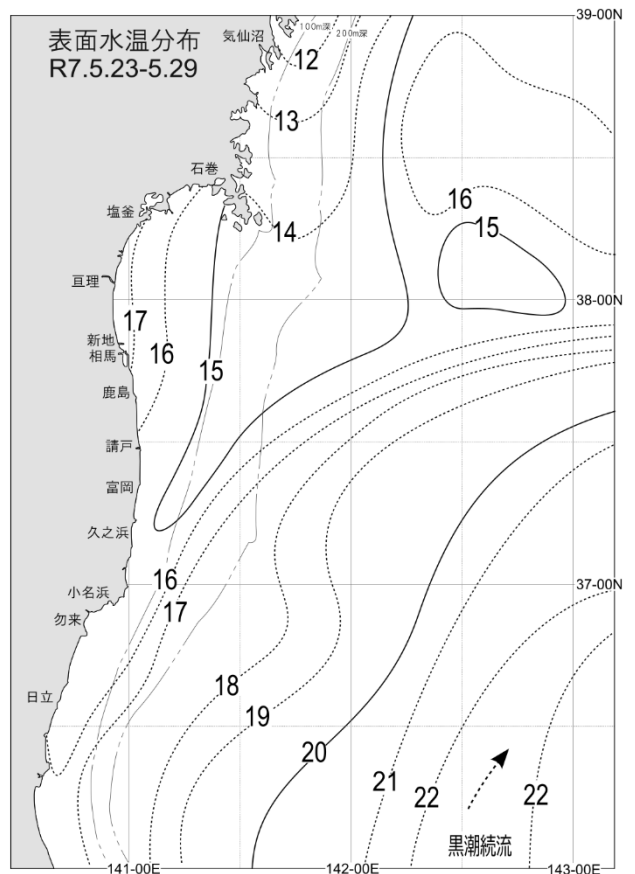 表面水温分布
R7.5.23-5.29
気仙沼
100m深
200m深
39-00N
12
13
石巻
塩釜
14
16
15
亘理
38-00N
17
新地
16
相馬
15
鹿島
請戸
富岡
久之浜
16
37-00N
小名浜
17
勿来
18
日立
19
20
21
22
22
黒潮続流
141-00E
142-00E
143-00E